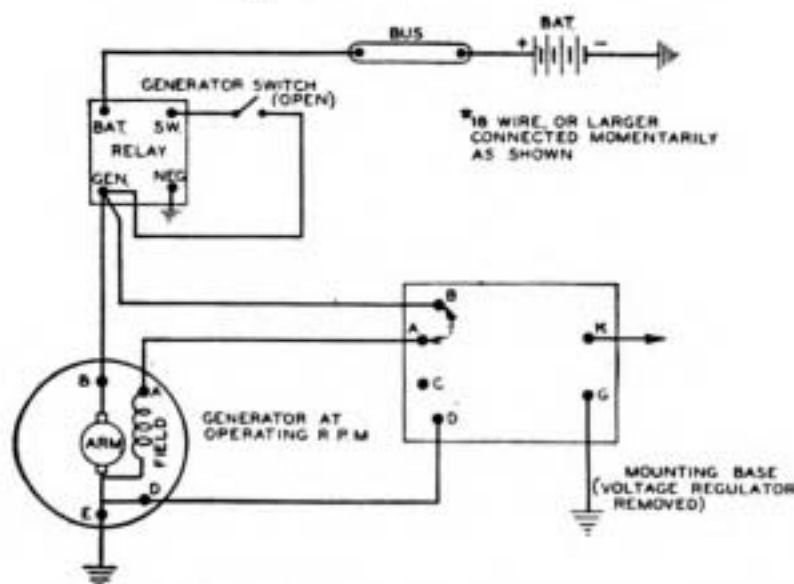 BUS
BAT.
+ -
GENERATOR SWITCH
(OPEN)
BAT. SW.
RELAY
GEN. NEG
*18 WIRE, OR LARGER
CONNECTED MOMENTARILY
AS SHOWN
B
A
K
C
G
D
B
A
ARM
FIELD
D
E
GENERATOR AT
OPERATING R.P.M
MOUNTING BASE
(VOLTAGE REGULATOR
REMOVED)